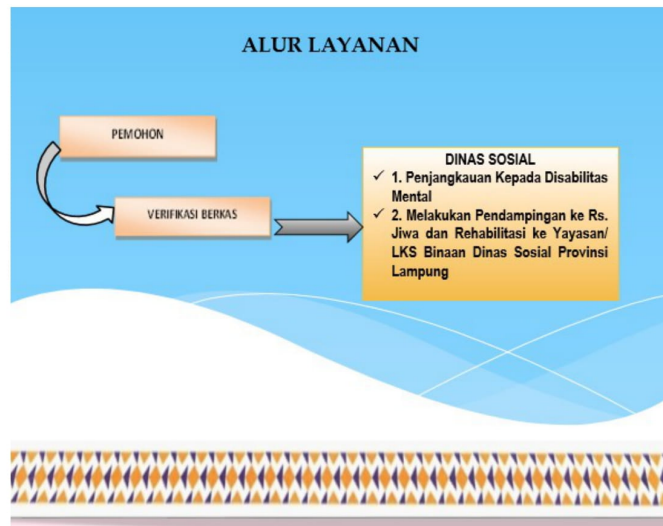 ALUR LAYANAN
PEMOHON
VERIFIKASI BERKAS
DINAS SOSIAL
✓ 1. Penjangkauan Kepada Disabilitas
Mental
✓ 2. Melakukan Pendampingan ke Rs.
Jiwa dan Rehabilitasi ke Yayasan/
LKS Binaan Dinas Sosial Provinsi
Lampung